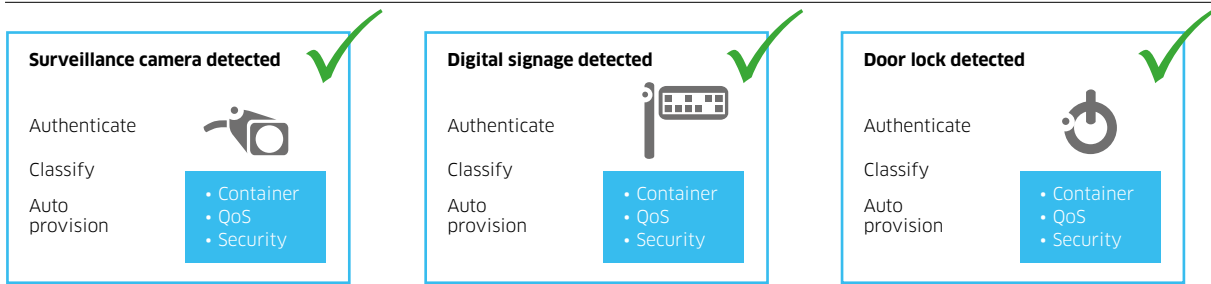 Surveillance camera detected
Authenticate
Classify
Auto
provision
• Container
• QoS
• Security
Digital signage detected
Authenticate
Classify
Auto
provision
• Container
• QoS
• Security
Door lock detected
Authenticate
Classify
Auto
provision
• Container
• QoS
• Security